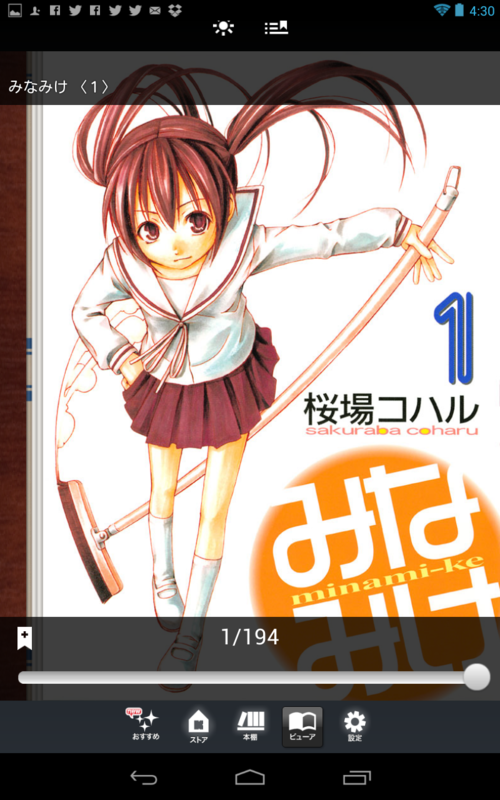 4:30
みなみけ 〈1〉
1
桜場コハル
sakuraba coharu
みな
minami-ke
みけ
1/194
NEW
おすすめ
ストア
本棚
ビューア
設定